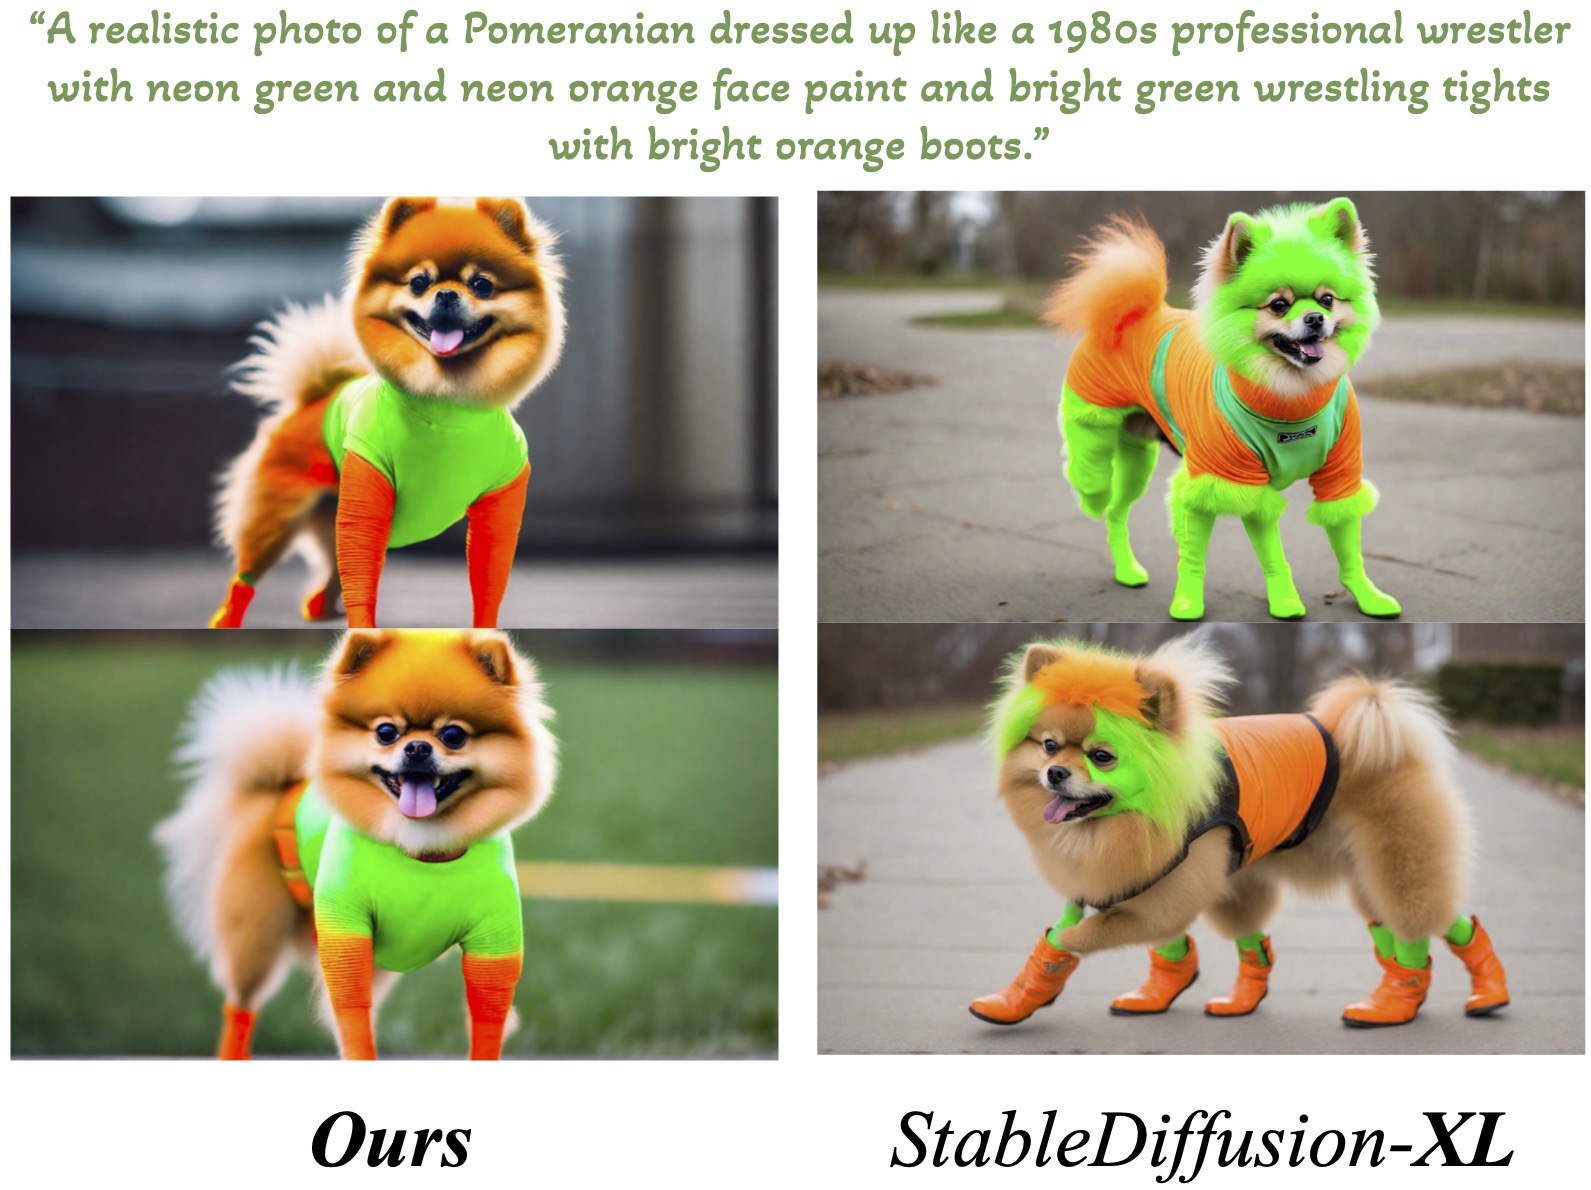 “A realistic photo of a Pomeranian dressed up like a 1980s professional wrestler
with neon green and neon orange face paint and bright green wrestling tights
with bright orange boots.”
Ours
StableDiffusion-XL